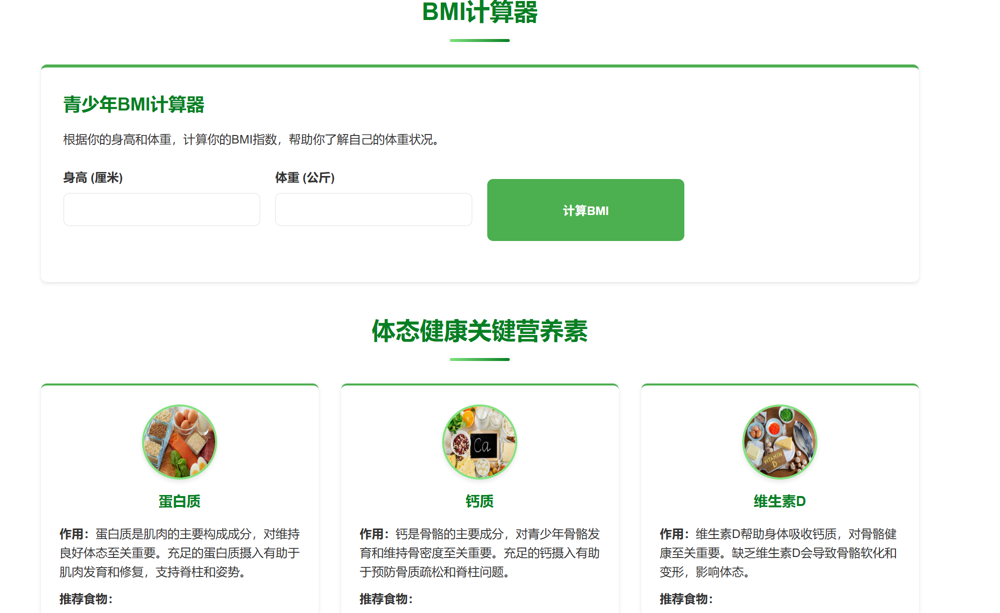 BMI计算器
青少年BMI计算器
根据你的身高和体重，计算你的BMI指数，帮助你了解自己的体重状况。
身高 (厘米)
体重 (公斤)
计算BMI
体态健康关键营养素
Ca
VITAMIN
D
蛋白质
作用：蛋白质是肌肉的主要构成成分，对维持
良好体态至关重要。充足的蛋白质摄入有助于
肌肉发育和修复，支持脊柱和姿势。
推荐食物：
钙质
作用：钙是骨骼的主要成分，对青少年骨骼发
育和维持骨密度至关重要。充足的钙摄入有助
于预防骨质疏松和脊柱问题。
推荐食物：
维生素D
作用：维生素D帮助身体吸收钙质，对骨骼健
康至关重要。缺乏维生素D会导致骨骼软化和
变形，影响体态。
推荐食物：